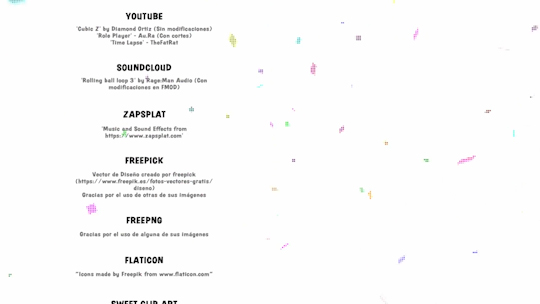 YOUTUBE
'Cubic Z' by Diamond Ortiz (Sin modificaciones)
'Role Player' - Au.Ra (Con cortes)
'Time Lapse' - TheFatRat
SOUNDCLOUD
'Rolling ball loop 3' by Rage-Man Audio (Con
modificaciones en FMOD)
ZAPSPLAT
'Music and Sound Effects from
https://www.zapsplat.com'
FREEPICK
Vector de Diseño creado por freepick
(https://www.freepik.es/fotos-vectores-gratis/
diseno)
Gracias por el uso de otras de sus imágenes
FREEPNG
Gracias por el uso de alguna de sus imágenes
FLATICON
"Icons made by Freepik from www.flaticon.com"
SWEET CLIP ART